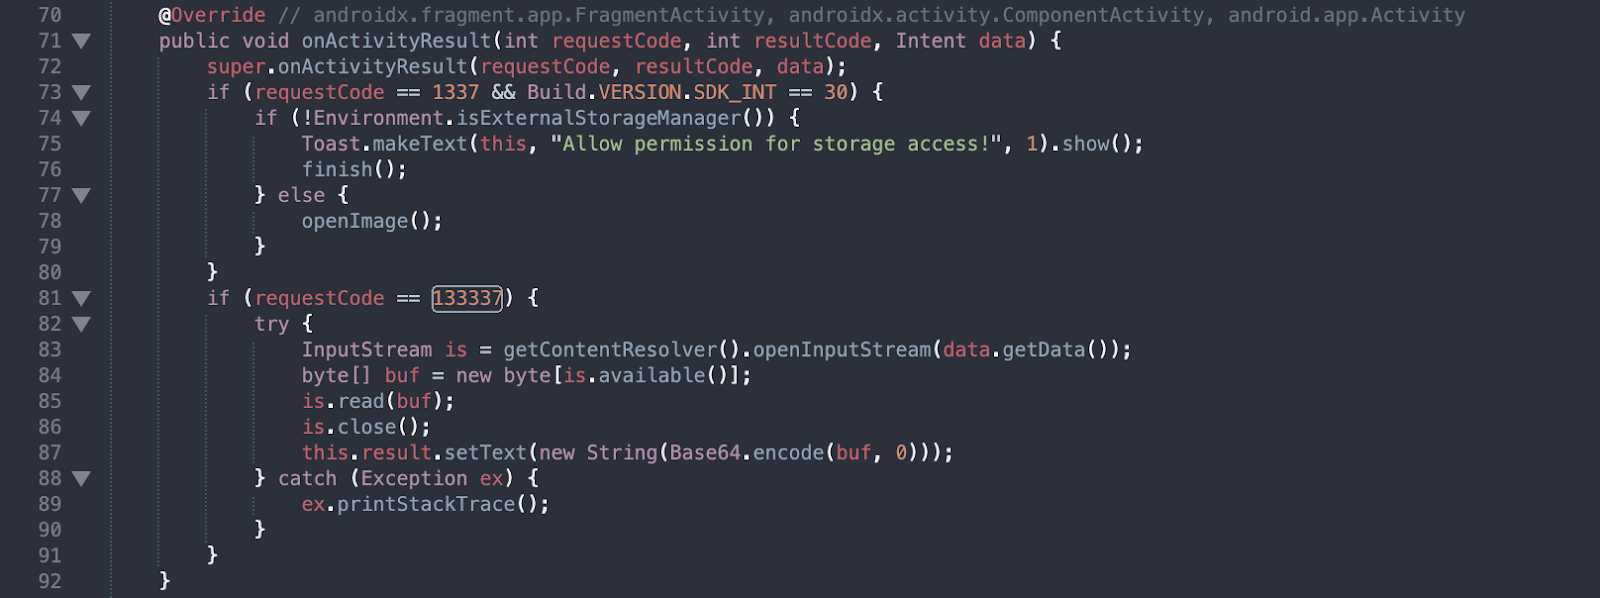 70 @Override // androidx.fragment.app.FragmentActivity, androidx.activity.ComponentActivity, android.app.Activity
71 public void onActivityResult(int requestCode, int resultCode, Intent data) {
72 super.onActivityResult(requestCode, resultCode, data);
73 if (requestCode == 1337 && Build.VERSION.SDK_INT == 30) {
74 if (!Environment.isExternalStorageManager()) {
75 Toast.makeText(this, "Allow permission for storage access!", 1).show();
76 finish();
77 } else {
78 openImage();
79 }
80 }
81 if (requestCode == 133337) {
82 try {
83 InputStream is = getContentResolver().openInputStream(data.getData());
84 byte[] buf = new byte[is.available()];
85 is.read(buf);
86 is.close();
87 this.result.setText(new String(Base64.encode(buf, 0)));
88 } catch (Exception ex) {
89 ex.printStackTrace();
90 }
91 }
92 }